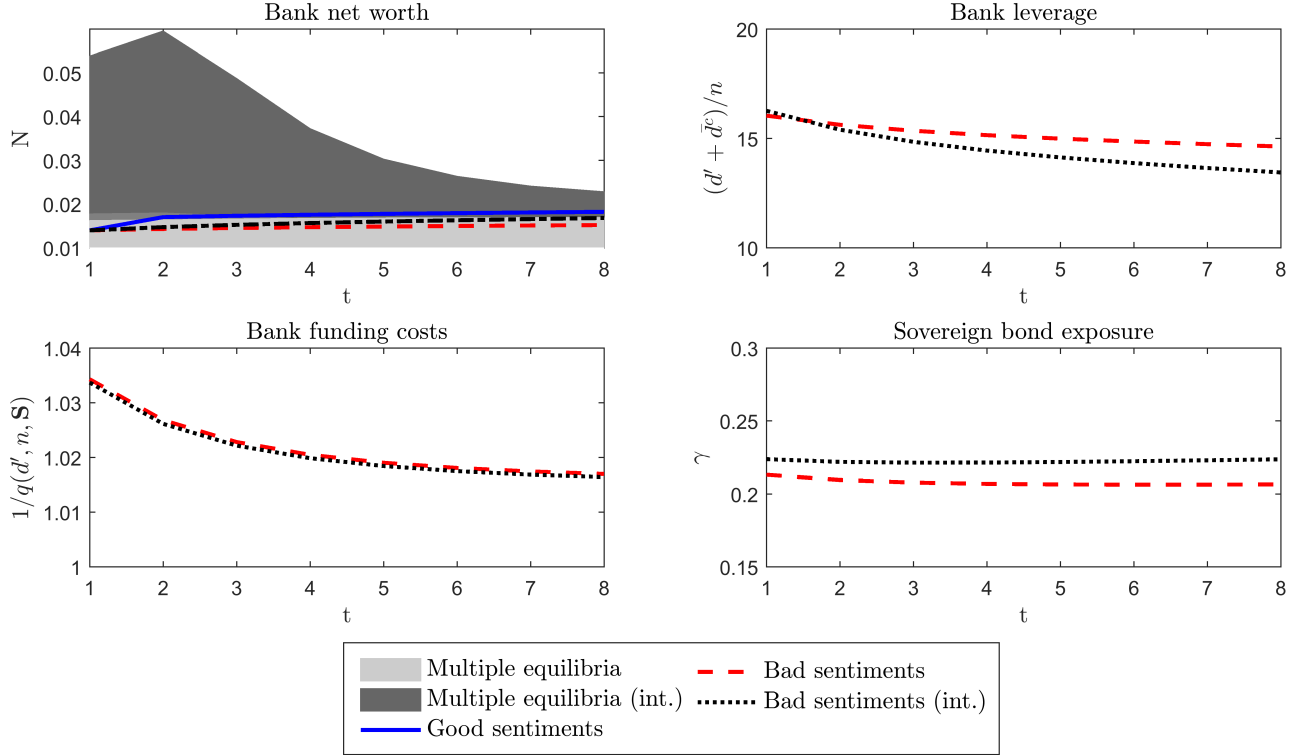 Bank net worth
N
0.05
0.04
0.03
0.02
0.01
1 2 3 4 5 6 7 8
t
Bank leverage
(d′ + d̄ᶜ)/n
20
15
10
1 2 3 4 5 6 7 8
t
Bank funding costs
1/q(d′, n, S)
1.04
1.03
1.02
1.01
1
1 2 3 4 5 6 7 8
t
Sovereign bond exposure
γ
0.3
0.25
0.2
0.15
1 2 3 4 5 6 7 8
t
Multiple equilibria
Multiple equilibria (int.)
Good sentiments
Bad sentiments
Bad sentiments (int.)